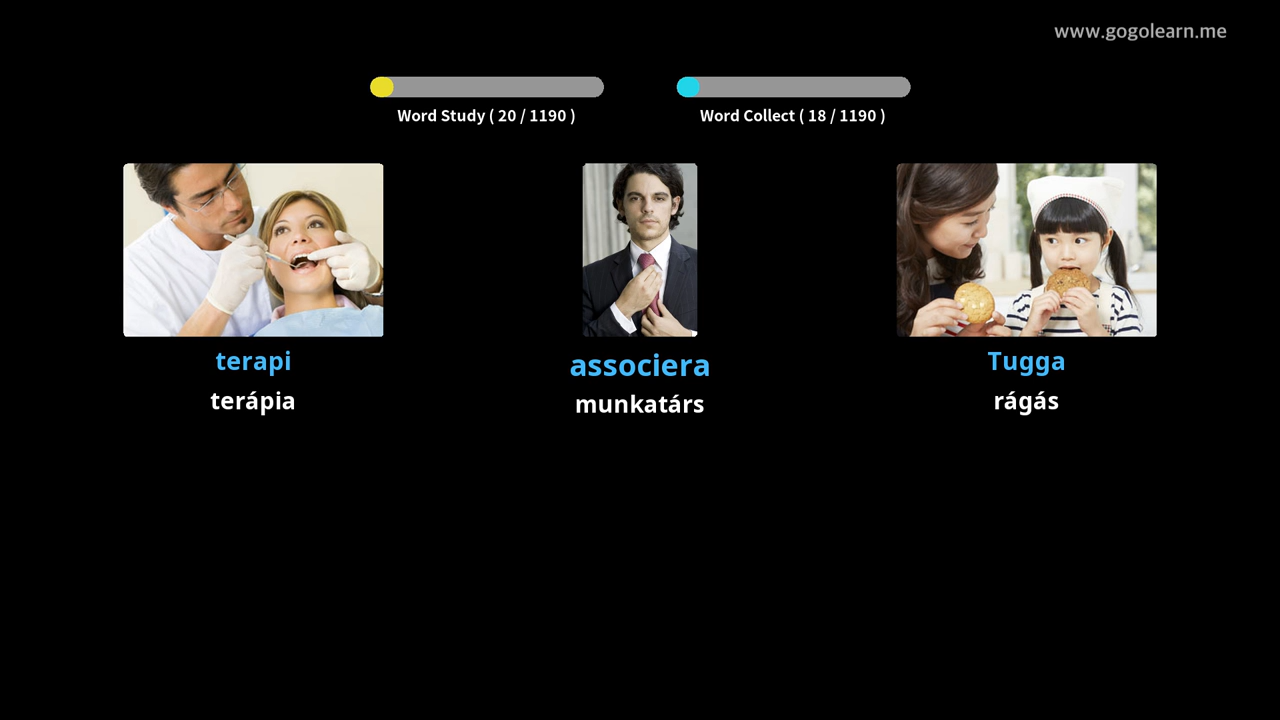 www.gogolearn.me
Word Study ( 20 / 1190 )
Word Collect ( 18 / 1190 )
terapi
terápia
associera
munkatárs
Tugga
rágás